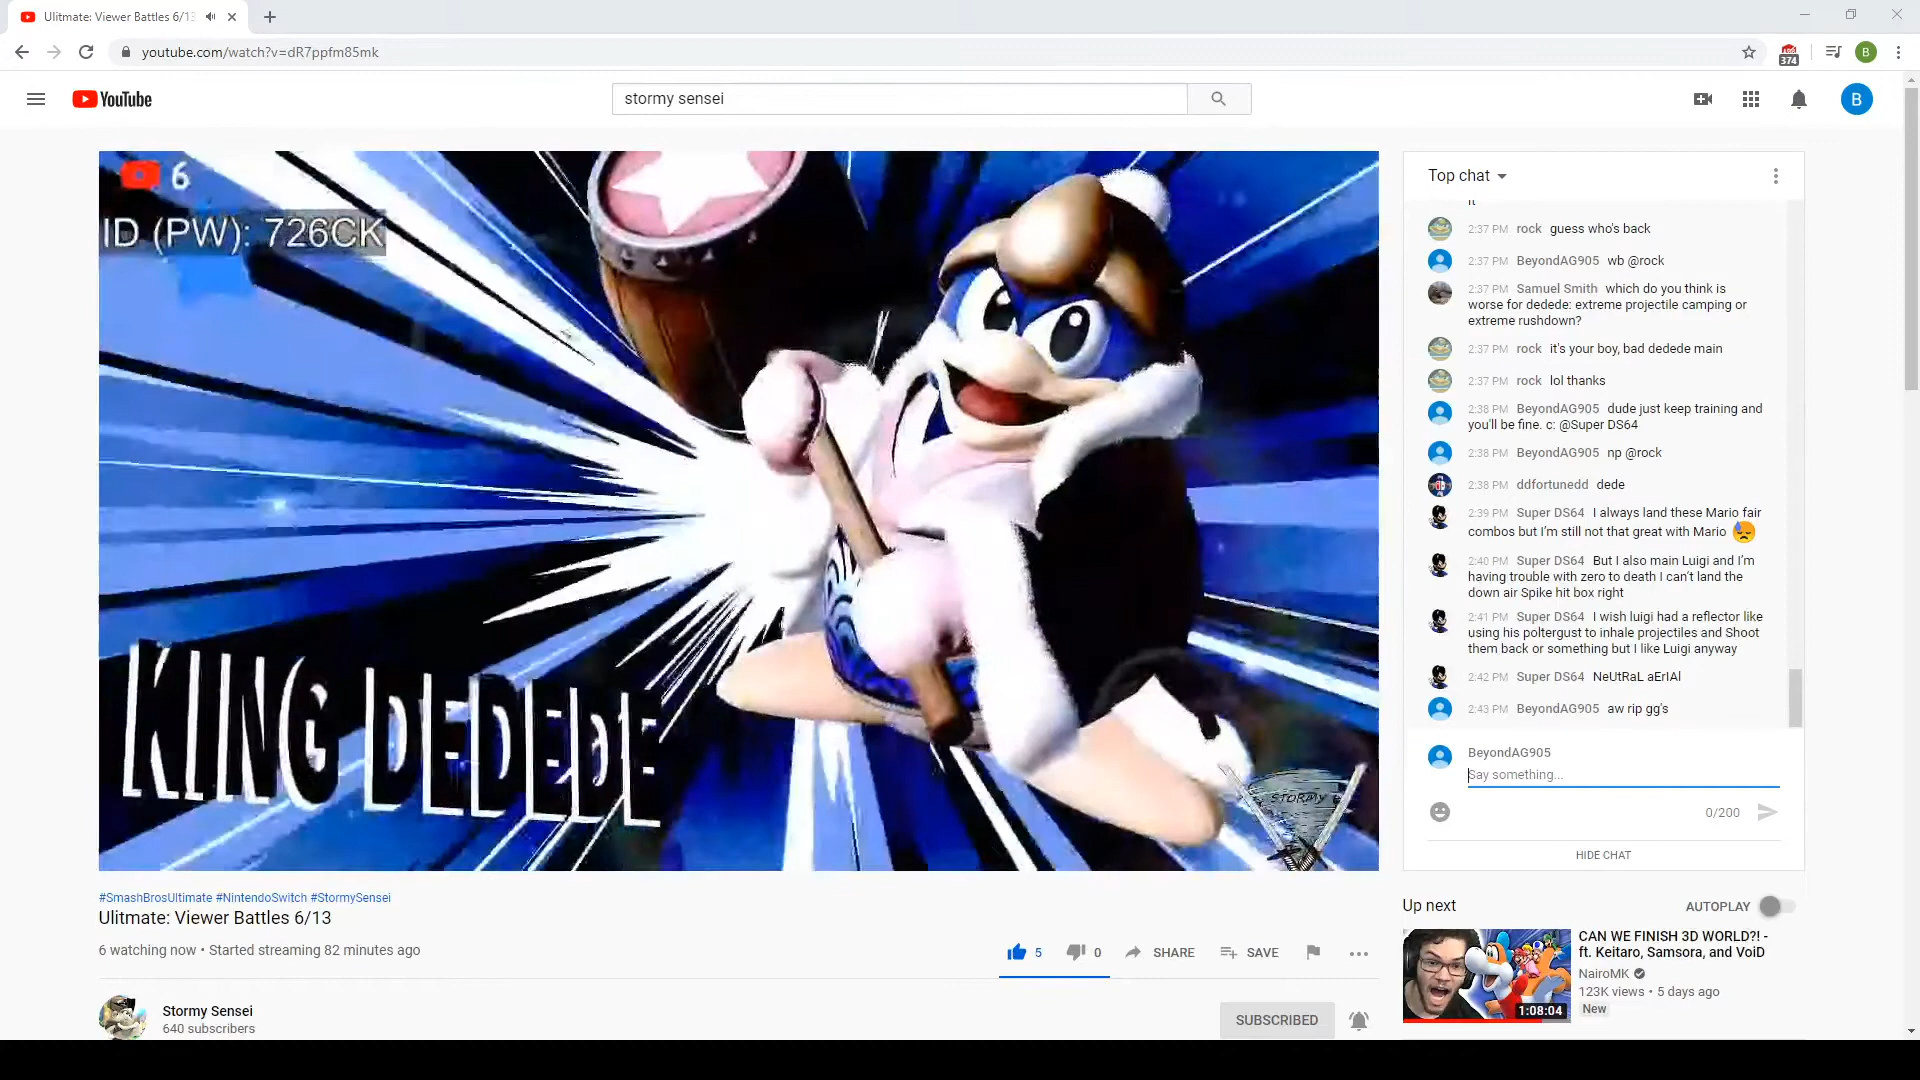 Ulitmate: Viewer Battles 6/13
youtube.com/watch?v=dR7ppfm85mk
374
B
YouTube
stormy sensei
B
6
ID (PW): 726CK
KING DEDEDE
STORMY
Top chat
it
2:37 PM rock guess who's back
2:37 PM BeyondAG905 wb @rock
2:37 PM Samuel Smith which do you think is
worse for dedede: extreme projectile camping or
extreme rushdown?
2:37 PM rock it's your boy, bad dedede main
2:37 PM rock lol thanks
2:38 PM BeyondAG905 dude just keep training and
you'll be fine. c: @Super DS64
2:38 PM BeyondAG905 np @rock
2:38 PM ddfortunedd dede
2:39 PM Super DS64 I always land these Mario fair
combos but I'm still not that great with Mario
2:40 PM Super DS64 But I also main Luigi and I'm
having trouble with zero to death I can't land the
down air Spike hit box right
2:41 PM Super DS64 I wish luigi had a reflector like
using his poltergust to inhale projectiles and Shoot
them back or something but I like Luigi anyway
2:42 PM Super DS64 NeUtRaL aErIAl
2:43 PM BeyondAG905 aw rip gg's
BeyondAG905
Say something...
0/200
HIDE CHAT
#SmashBrosUltimate #NintendoSwitch #StormySensei
Ulitmate: Viewer Battles 6/13
6 watching now • Started streaming 82 minutes ago
5 0 SHARE SAVE
Stormy Sensei
640 subscribers
SUBSCRIBED
Up next
AUTOPLAY
CAN WE FINISH 3D WORLD?! -
ft. Keitaro, Samsora, and VoiD
NairoMK
123K views • 5 days ago
New
1:08:04